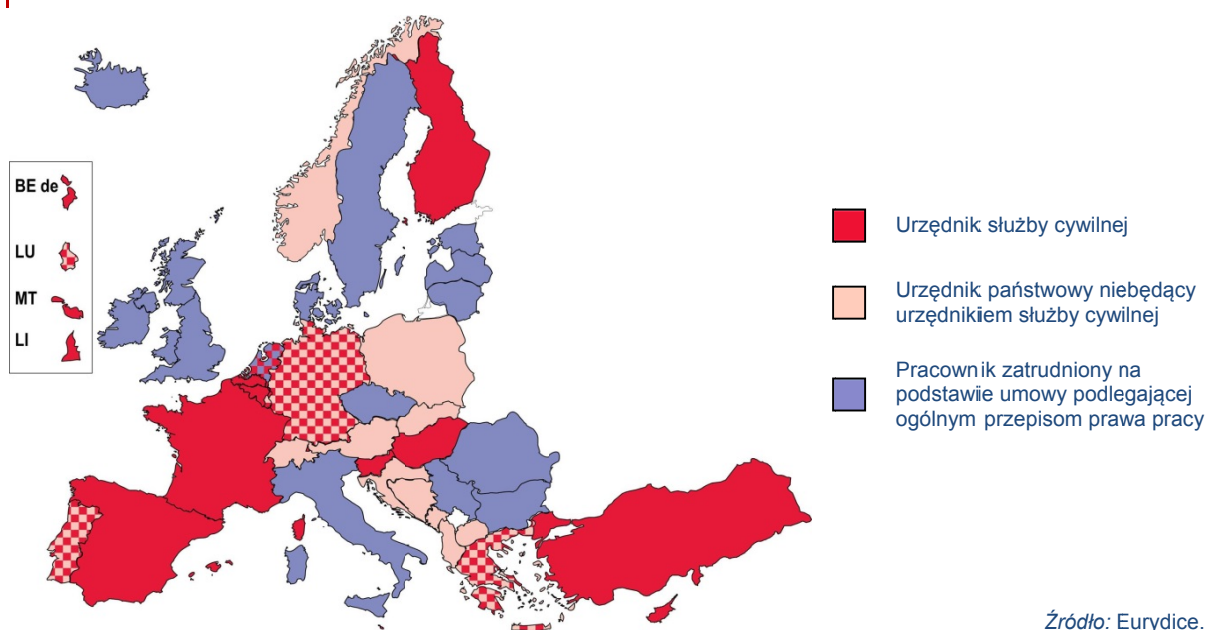 BE de
LU
MT
LI
Urzędnik służby cywilnej
Urzędnik państwowy niebędący
urzędnikiem służby cywilnej
Pracownik zatrudniony na
podstawie umowy podlegającej
ogólnym przepisom prawa pracy
Źródło: Eurydice.